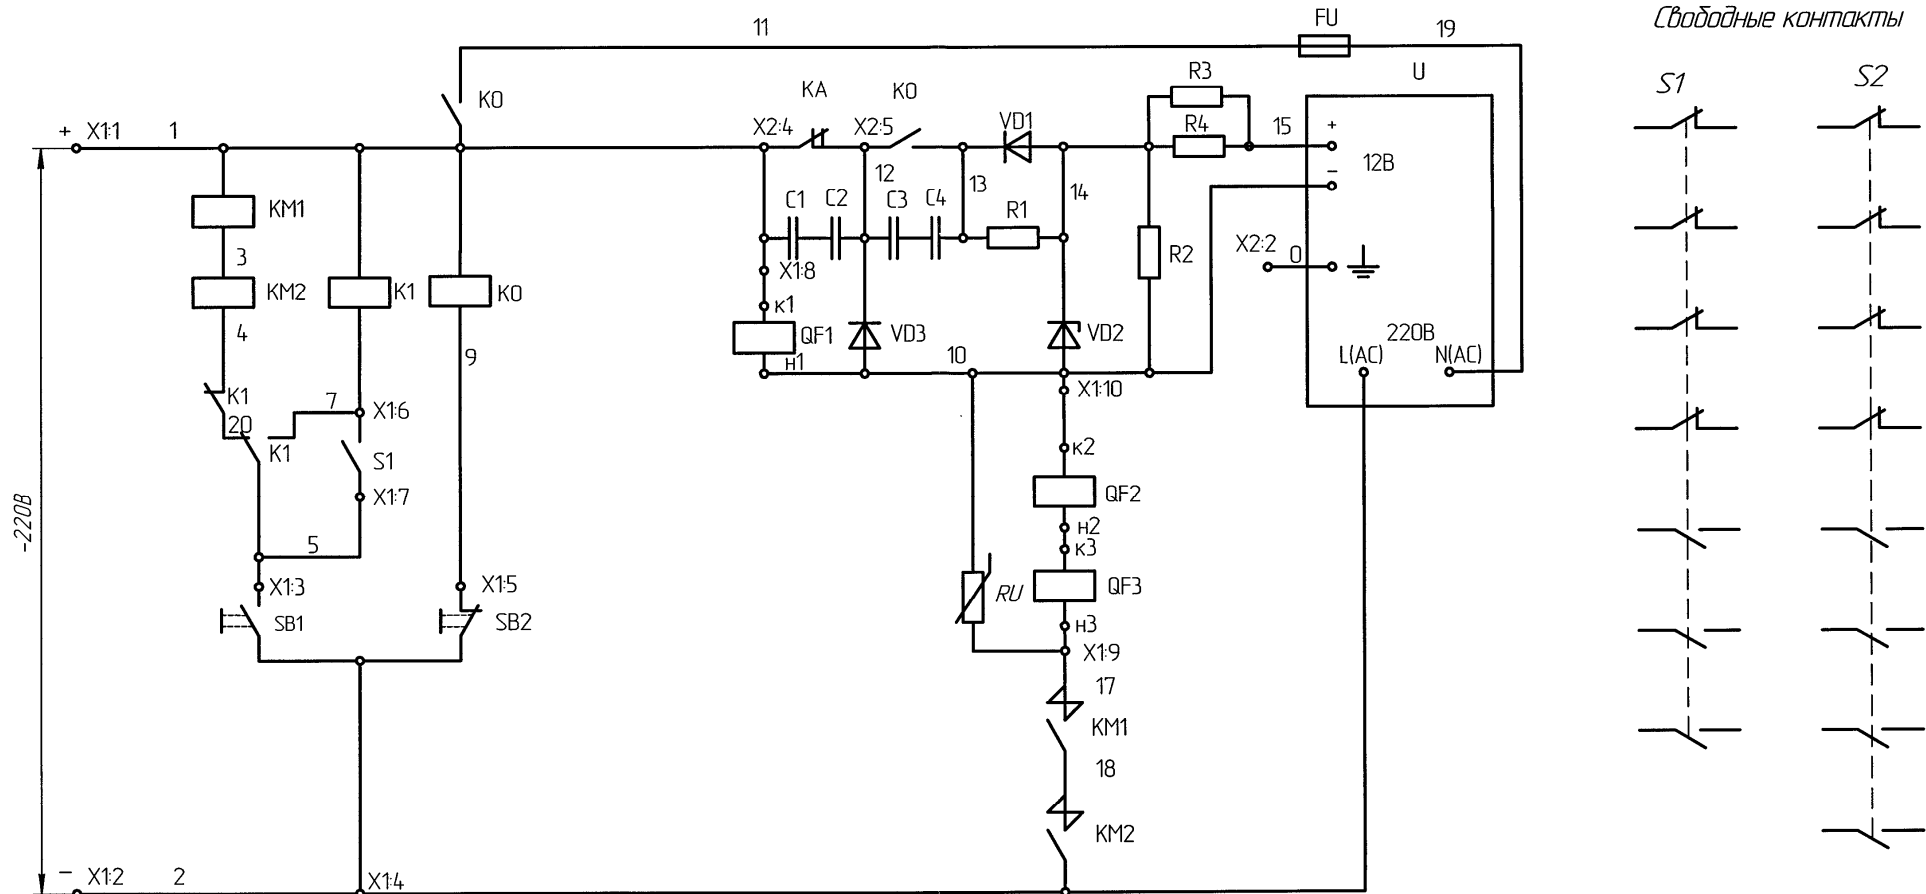 11
FU
19
Свободные контакты
K0
KA
K0
R3
U
S1
S2
+ X1:1 1
X2:4
X2:5
VD1
R4
15
+
12В
–
KM1
12
13
14
C1
C2
C3
C4
R1
3
X2:2
0
R2
KM2
K1
K0
X1:8
к1
4
QF1
VD3
VD2
220В
9
н1
10
L(AC)
N(AC)
K1
7
X1:6
X1:10
20
K1
S1
к2
X1:7
QF2
-220В
н2
5
к3
X1:3
X1:5
RU
QF3
SB1
SB2
н3
X1:9
17
KM1
18
KM2
– X1:2 2
X1:4